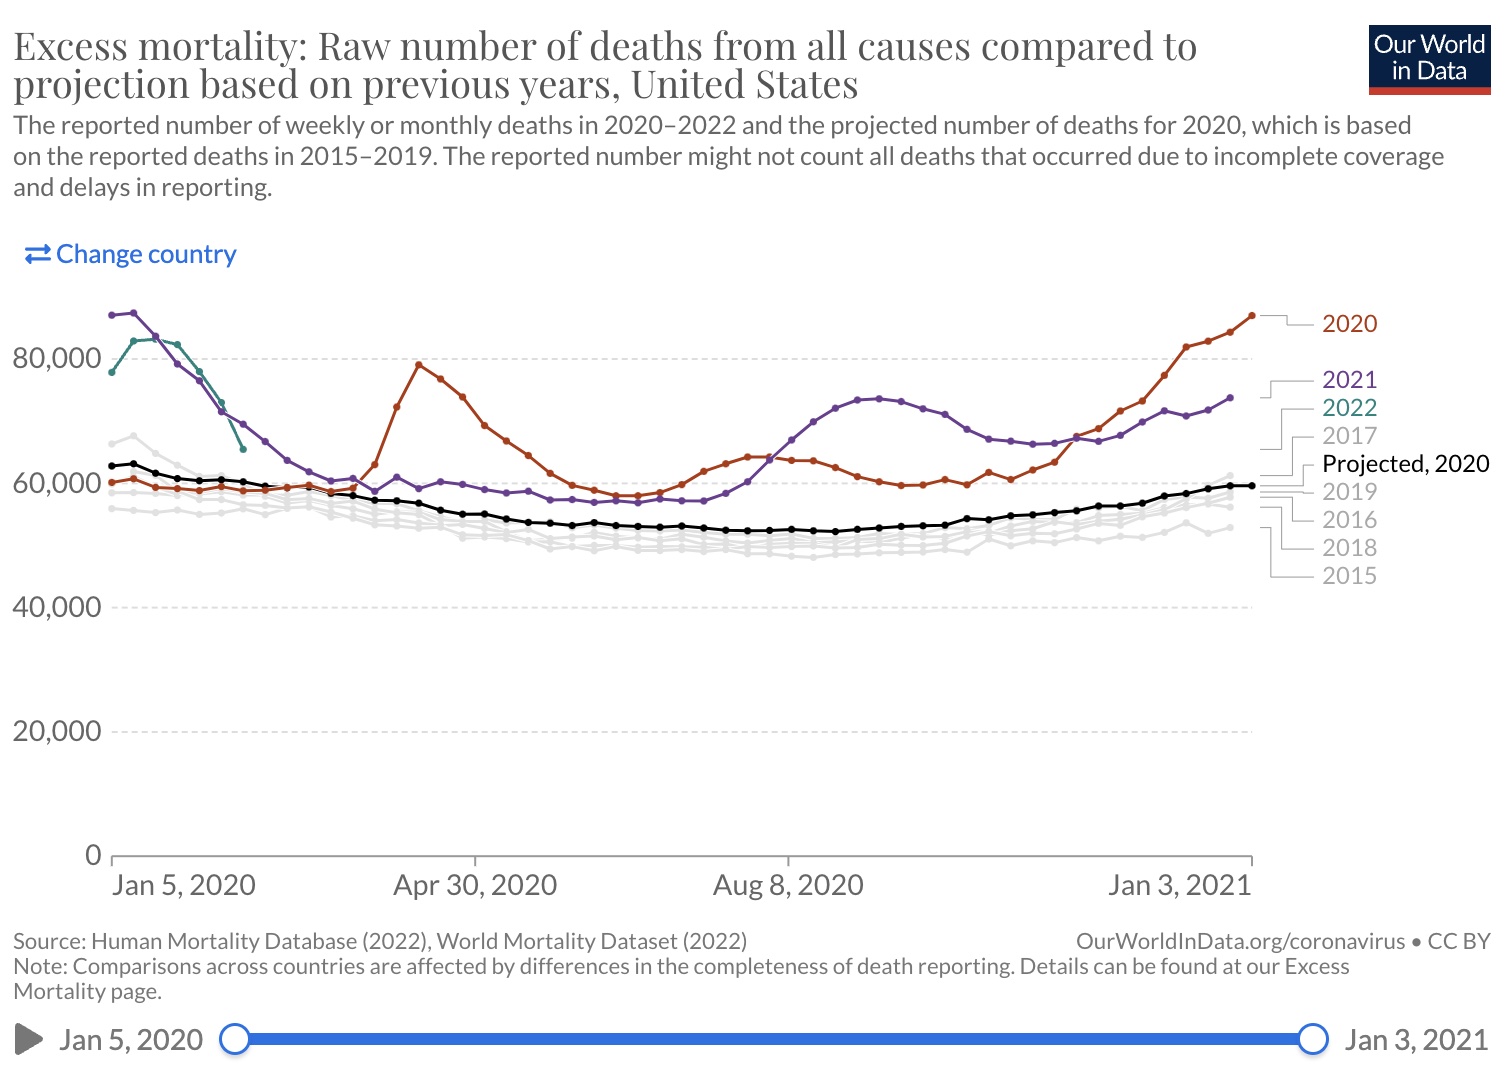 Excess mortality: Raw number of deaths from all causes compared to
projection based on previous years, United States
Our World
in Data
The reported number of weekly or monthly deaths in 2020–2022 and the projected number of deaths for 2020, which is based
on the reported deaths in 2015–2019. The reported number might not count all deaths that occurred due to incomplete coverage
and delays in reporting.
Change country
80,000
60,000
40,000
20,000
0
2020
2021
2022
2017
Projected, 2020
2019
2016
2018
2015
Jan 5, 2020
Apr 30, 2020
Aug 8, 2020
Jan 3, 2021
Source: Human Mortality Database (2022), World Mortality Dataset (2022)
OurWorldInData.org/coronavirus • CC BY
Note: Comparisons across countries are affected by differences in the completeness of death reporting. Details can be found at our Excess
Mortality page.
Jan 5, 2020
Jan 3, 2021